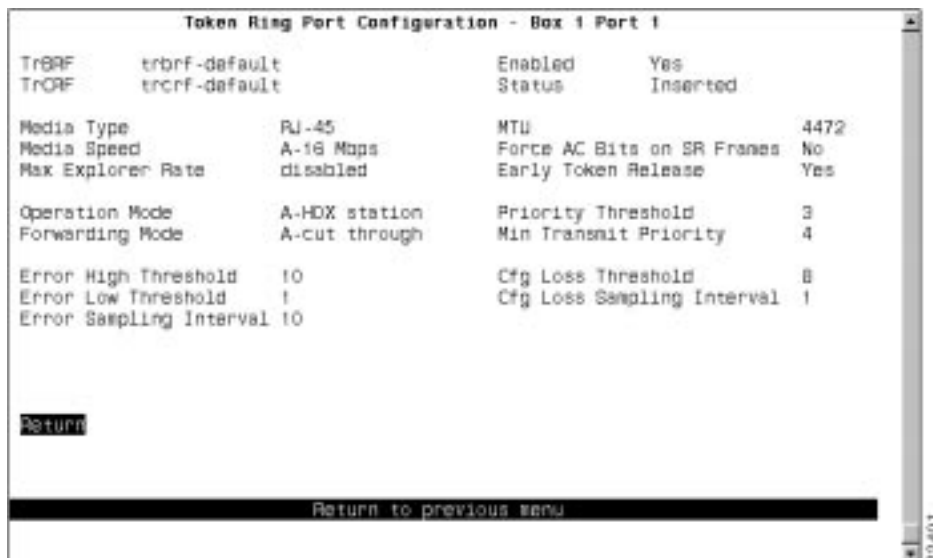 Token Ring Port Configuration - Box 1 Port 1
TrBRF trbrf-default Enabled Yes
TrCRF trcrf-default Status Inserted
Media Type RJ-45 MTU 4472
Media Speed A-16 Mbps Force AC Bits on SR Frames No
Max Explorer Rate disabled Early Token Release Yes
Operation Mode A-HDX station Priority Threshold 3
Forwarding Mode A-cut through Min Transmit Priority 4
Error High Threshold 10 Cfg Loss Threshold 8
Error Low Threshold 1 Cfg Loss Sampling Interval 1
Error Sampling Interval 10
Return
Return to previous menu